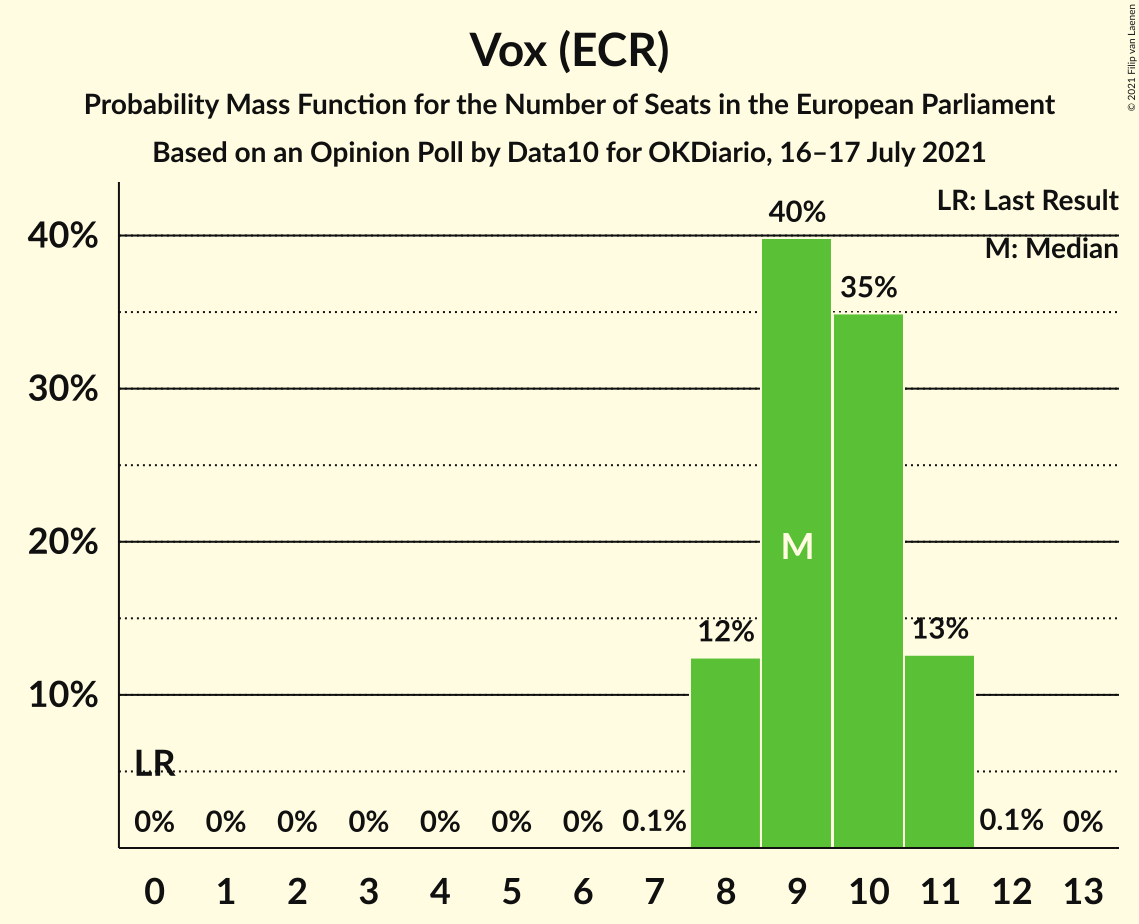 Vox (ECR)
Probability Mass Function for the Number of Seats in the European Parliament
Based on an Opinion Poll by Data10 for OKDiario, 16–17 July 2021
© 2021 Filip van Laenen
LR: Last Result
M: Median
40%
30%
20%
10%
40%
35%
M
12%
13%
LR
0% 0% 0% 0% 0% 0% 0% 0.1% 0.1% 0%
0 1 2 3 4 5 6 7 8 9 10 11 12 13